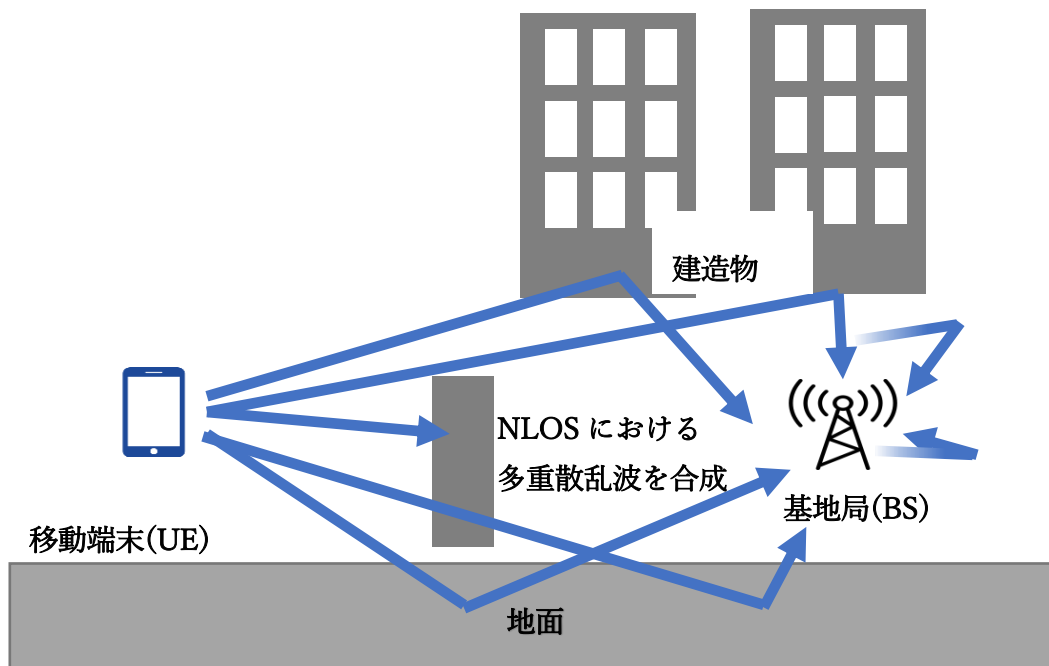 建造物
NLOS における
多重散乱波を合成
基地局(BS)
移動端末(UE)
地面